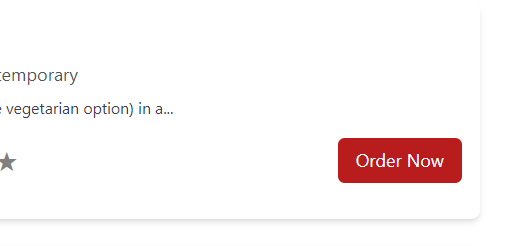 temporary
vegetarian option) in a...
Order Now